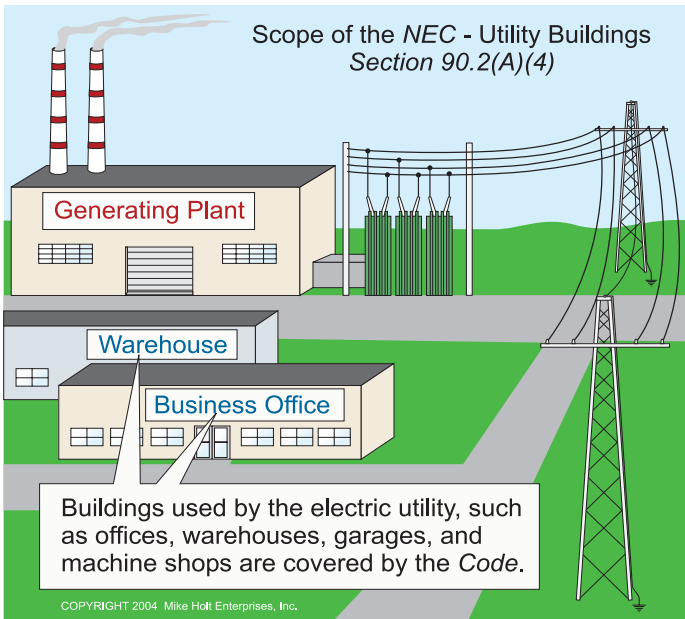 Scope of the NEC - Utility Buildings
Section 90.2(A)(4)
Generating Plant
Warehouse
Business Office
Buildings used by the electric utility, such
as offices, warehouses, garages, and
machine shops are covered by the Code.
COPYRIGHT 2004 Mike Holt Enterprises, Inc.